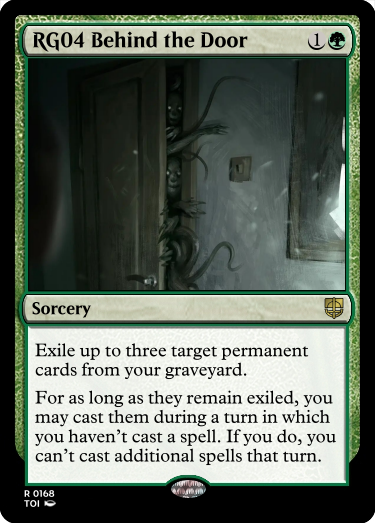 RG04 Behind the Door
1
Sorcery
Exile up to three target permanent
cards from your graveyard.
For as long as they remain exiled, you
may cast them during a turn in which
you haven't cast a spell. If you do, you
can't cast additional spells that turn.
R 0168
TOI